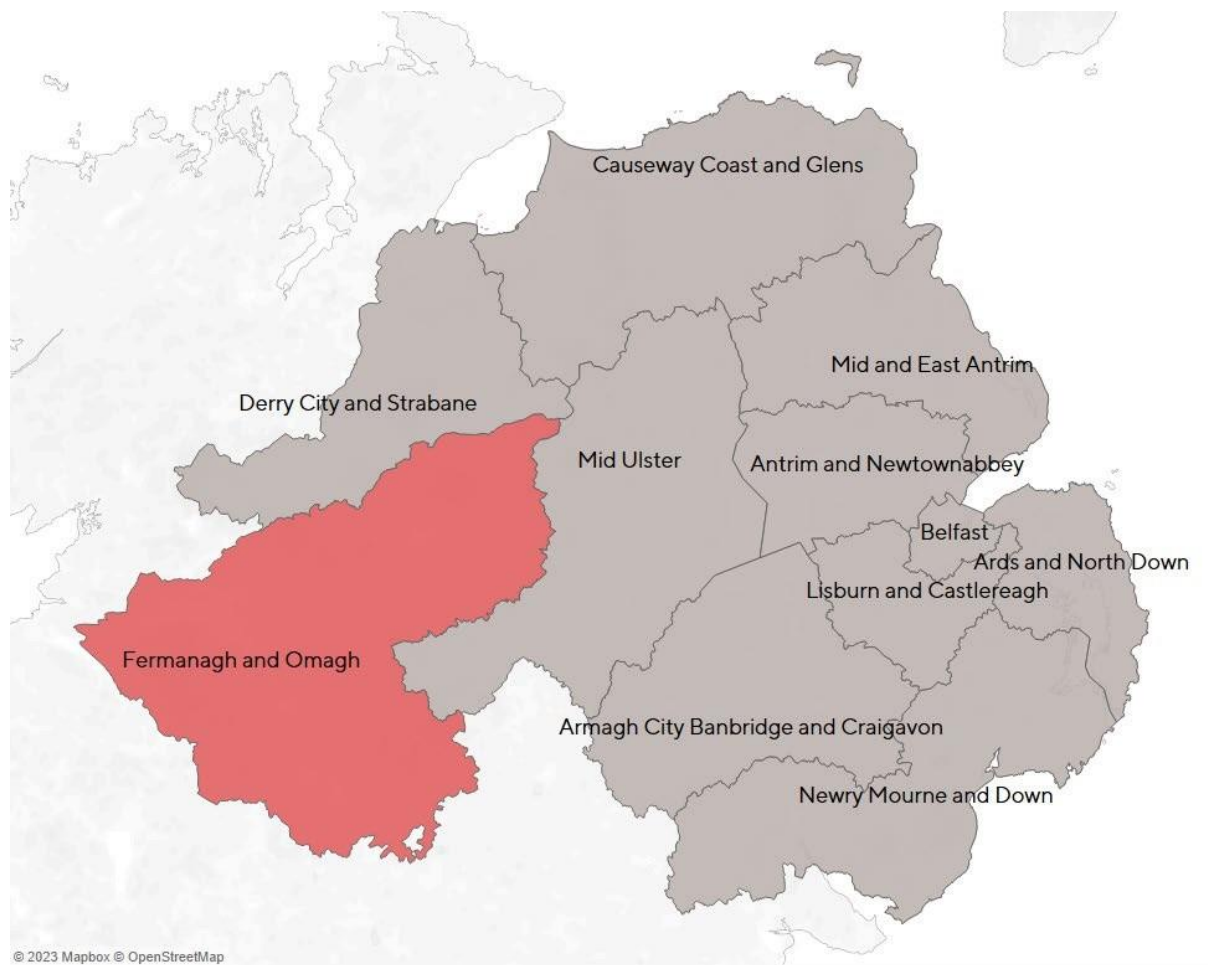 Causeway Coast and Glens
Mid and East Antrim
Derry City and Strabane
Mid Ulster
Antrim and Newtownabbey
Belfast
Ards and North Down
Lisburn and Castlereagh
Fermanagh and Omagh
Armagh City Banbridge and Craigavon
Newry Mourne and Down
© 2023 Mapbox © OpenStreetMap